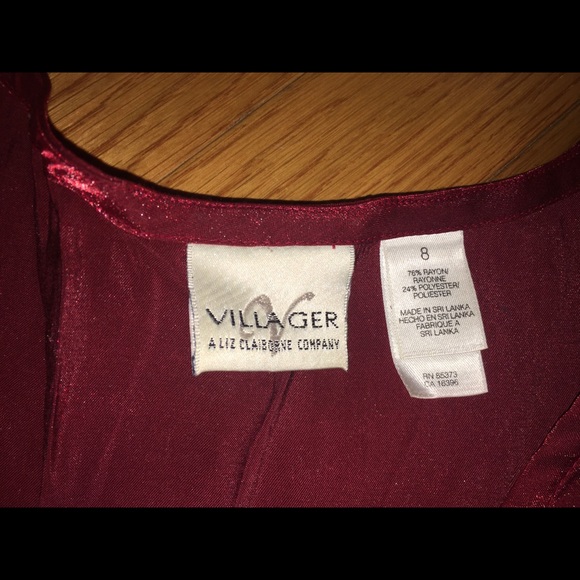 VILLAGER
A LIZ CLAIBORNE COMPANY
8
76% RAYON/
RAYONNE
24% POLYESTER/
POLIESTER
MADE IN SRI LANKA
HECHO EN SRI LANKA
FABRIQUE A
SRI LANKA
RN 85373
CA 16396